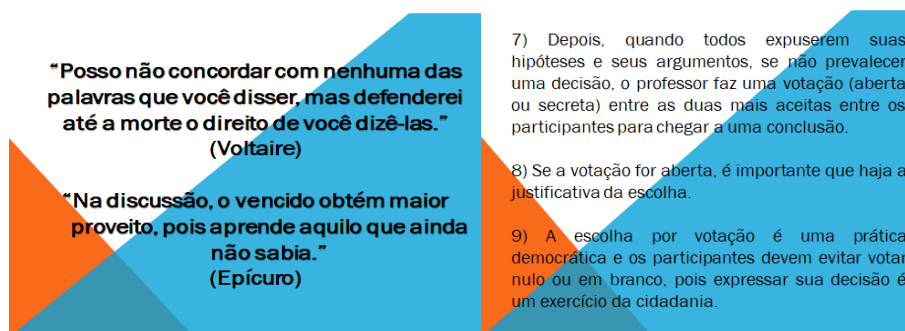 “Posso não concordar com nenhuma das
palavras que você disser, mas defenderei
até a morte o direito de você dizê-las.”
(Voltaire)
“Na discussão, o vencido obtém maior
proveito, pois aprende aquilo que ainda
não sabia.”
(Epícuro)
7) Depois, quando todos expuserem suas
hipóteses e seus argumentos, se não prevalecer
uma decisão, o professor faz uma votação (aberta
ou secreta) entre as duas mais aceitas entre os
participantes para chegar a uma conclusão.
8) Se a votação for aberta, é importante que haja a
justificativa da escolha.
9) A escolha por votação é uma prática
democrática e os participantes devem evitar votar
nulo ou em branco, pois expressar sua decisão é
um exercício da cidadania.